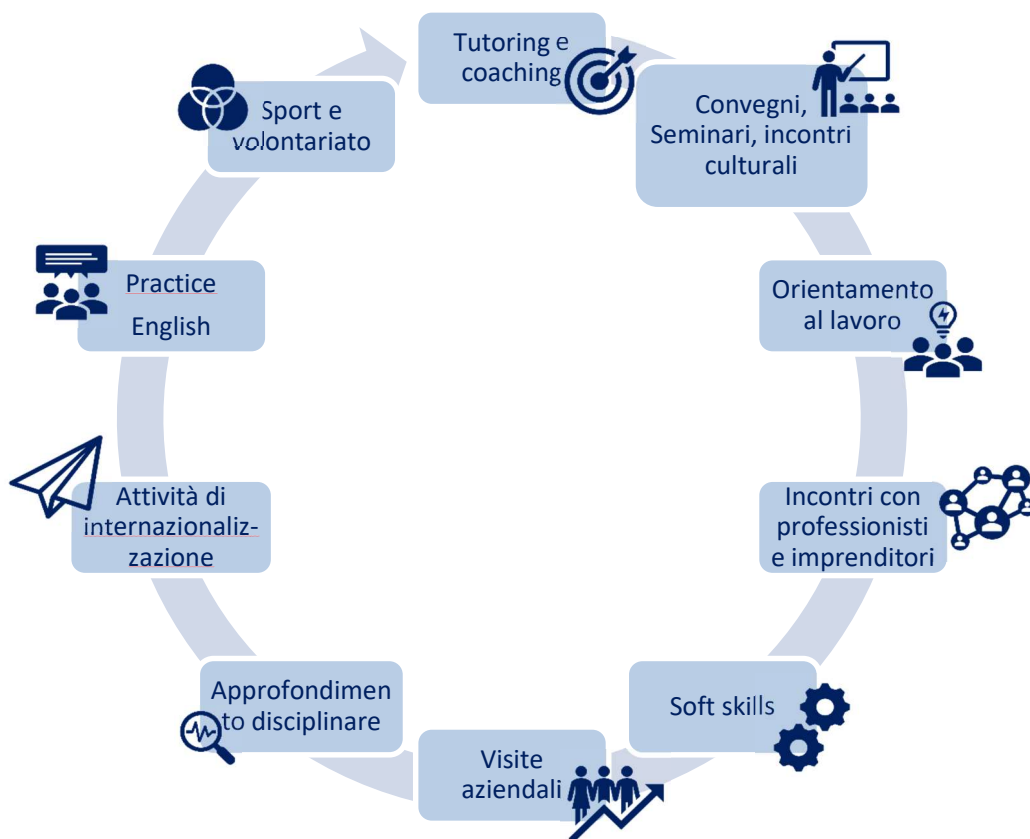 Tutoring e
coaching
Convegni,
Seminari, incontri
culturali
Orientamento
al lavoro
Incontri con
professionisti
e imprenditori
Soft skills
Visite
aziendali
Approfondimen
to disciplinare
Attività di
internazionaliz-
zazione
Practice
English
Sport e
volontariato